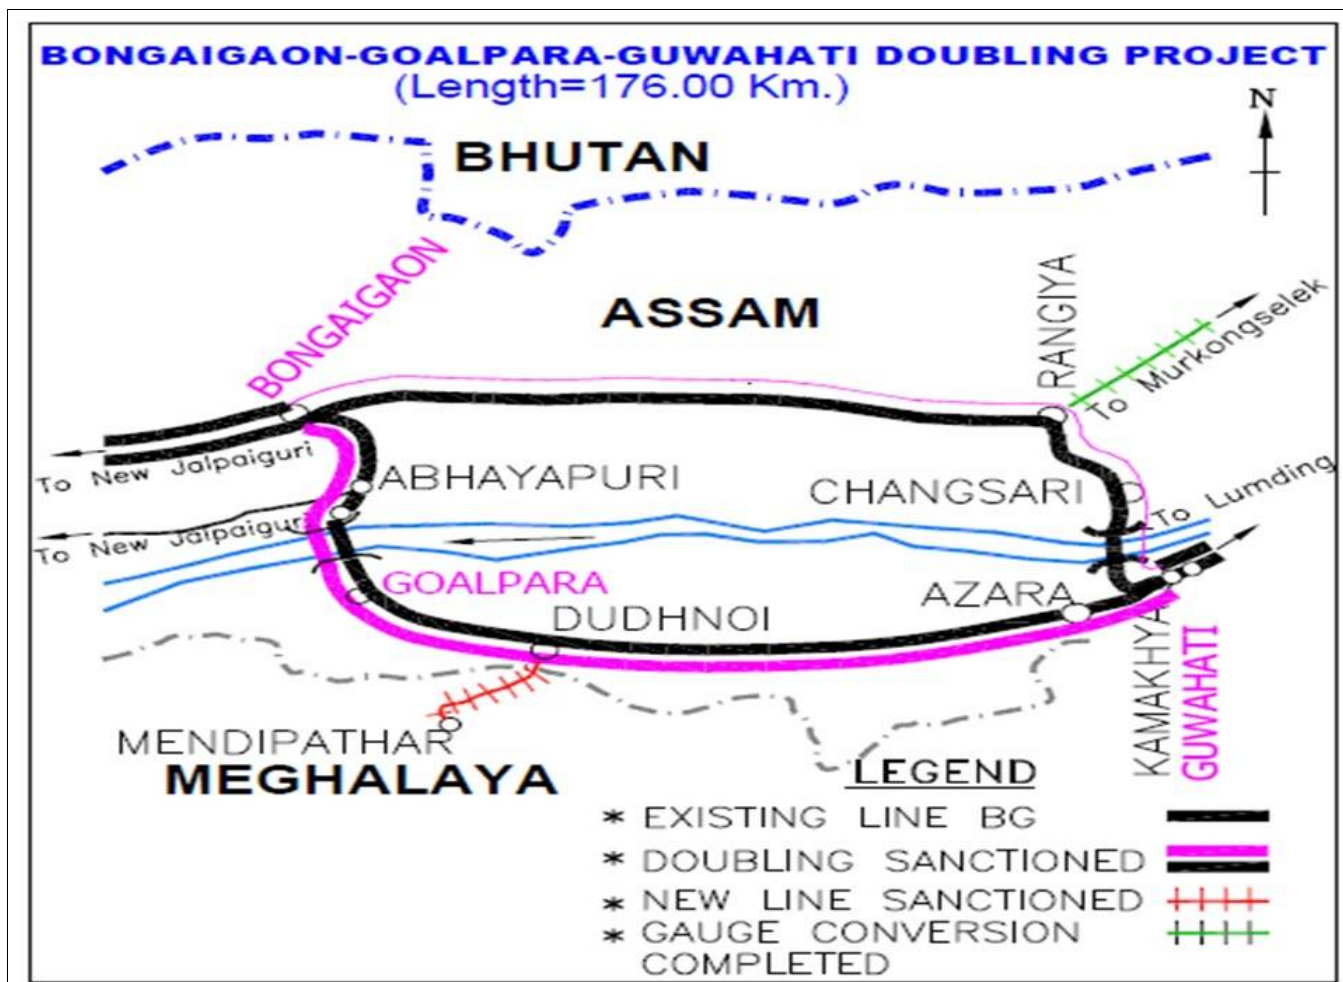 BONGAIGAON-GOALPARA-GUWAHATI DOUBLING PROJECT
(Length=176.00 Km.)
N
BHUTAN
BONGAIGAON
ASSAM
RANGIYA
To Murkongselek
To New Jalpaiguri
ABHAYAPURI
CHANGSARI
To Lumding
To New Jalpaigur
GOALPARA
AZARA
DUDHNOI
KAMAKHYA
GUWAHATI
MENDIPATHAR
MEGHALAYA
LEGEND
* EXISTING LINE BG
* DOUBLING SANCTIONED
* NEW LINE SANCTIONED
* GAUGE CONVERSION
COMPLETED